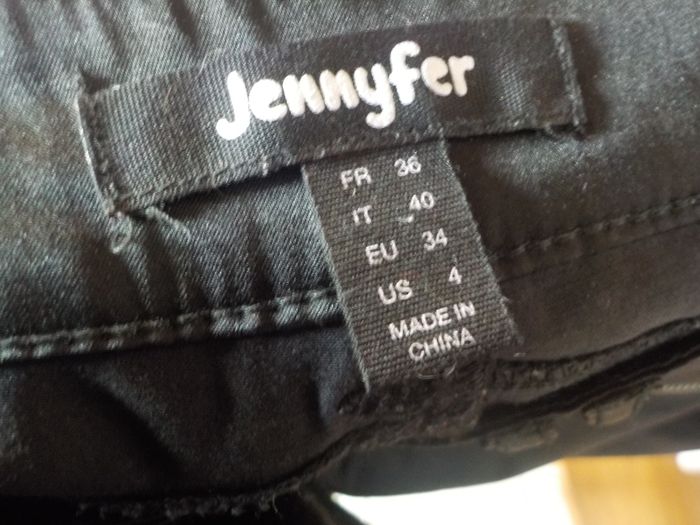 Jennyfer
FR 36
IT 40
EU 34
US 4
MADE IN
CHINA